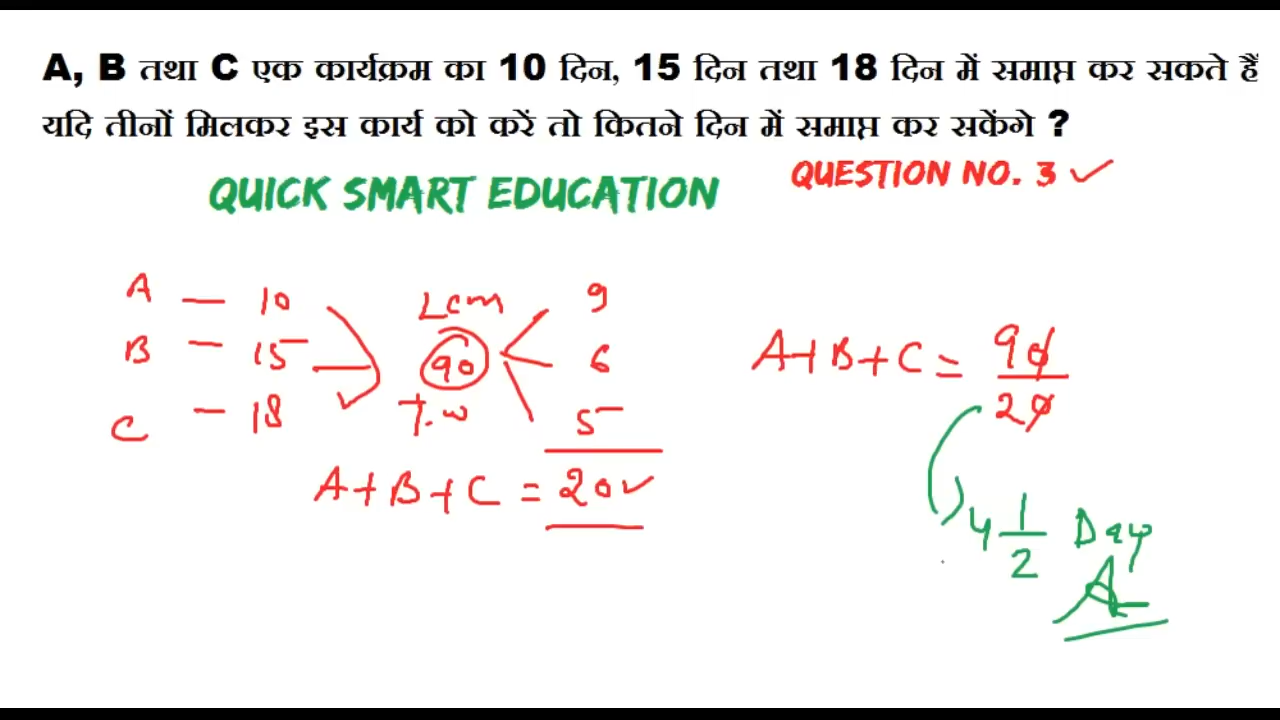 A, B तथा C एक कार्यक्रम का 10 दिन, 15 दिन तथा 18 दिन में समाप्त कर सकते हैं
यदि तीनों मिलकर इस कार्य को करें तो कितने दिन में समाप्त कर सकेंगे ?
QUESTION NO. 3 ✓
QUICK SMART EDUCATION
A — 10
B — 15
C — 18
Lcm
90
T.w
9
6
5
A+B+C = 20 ✓
A+B+C = 90/20
4 1/2 Day
A